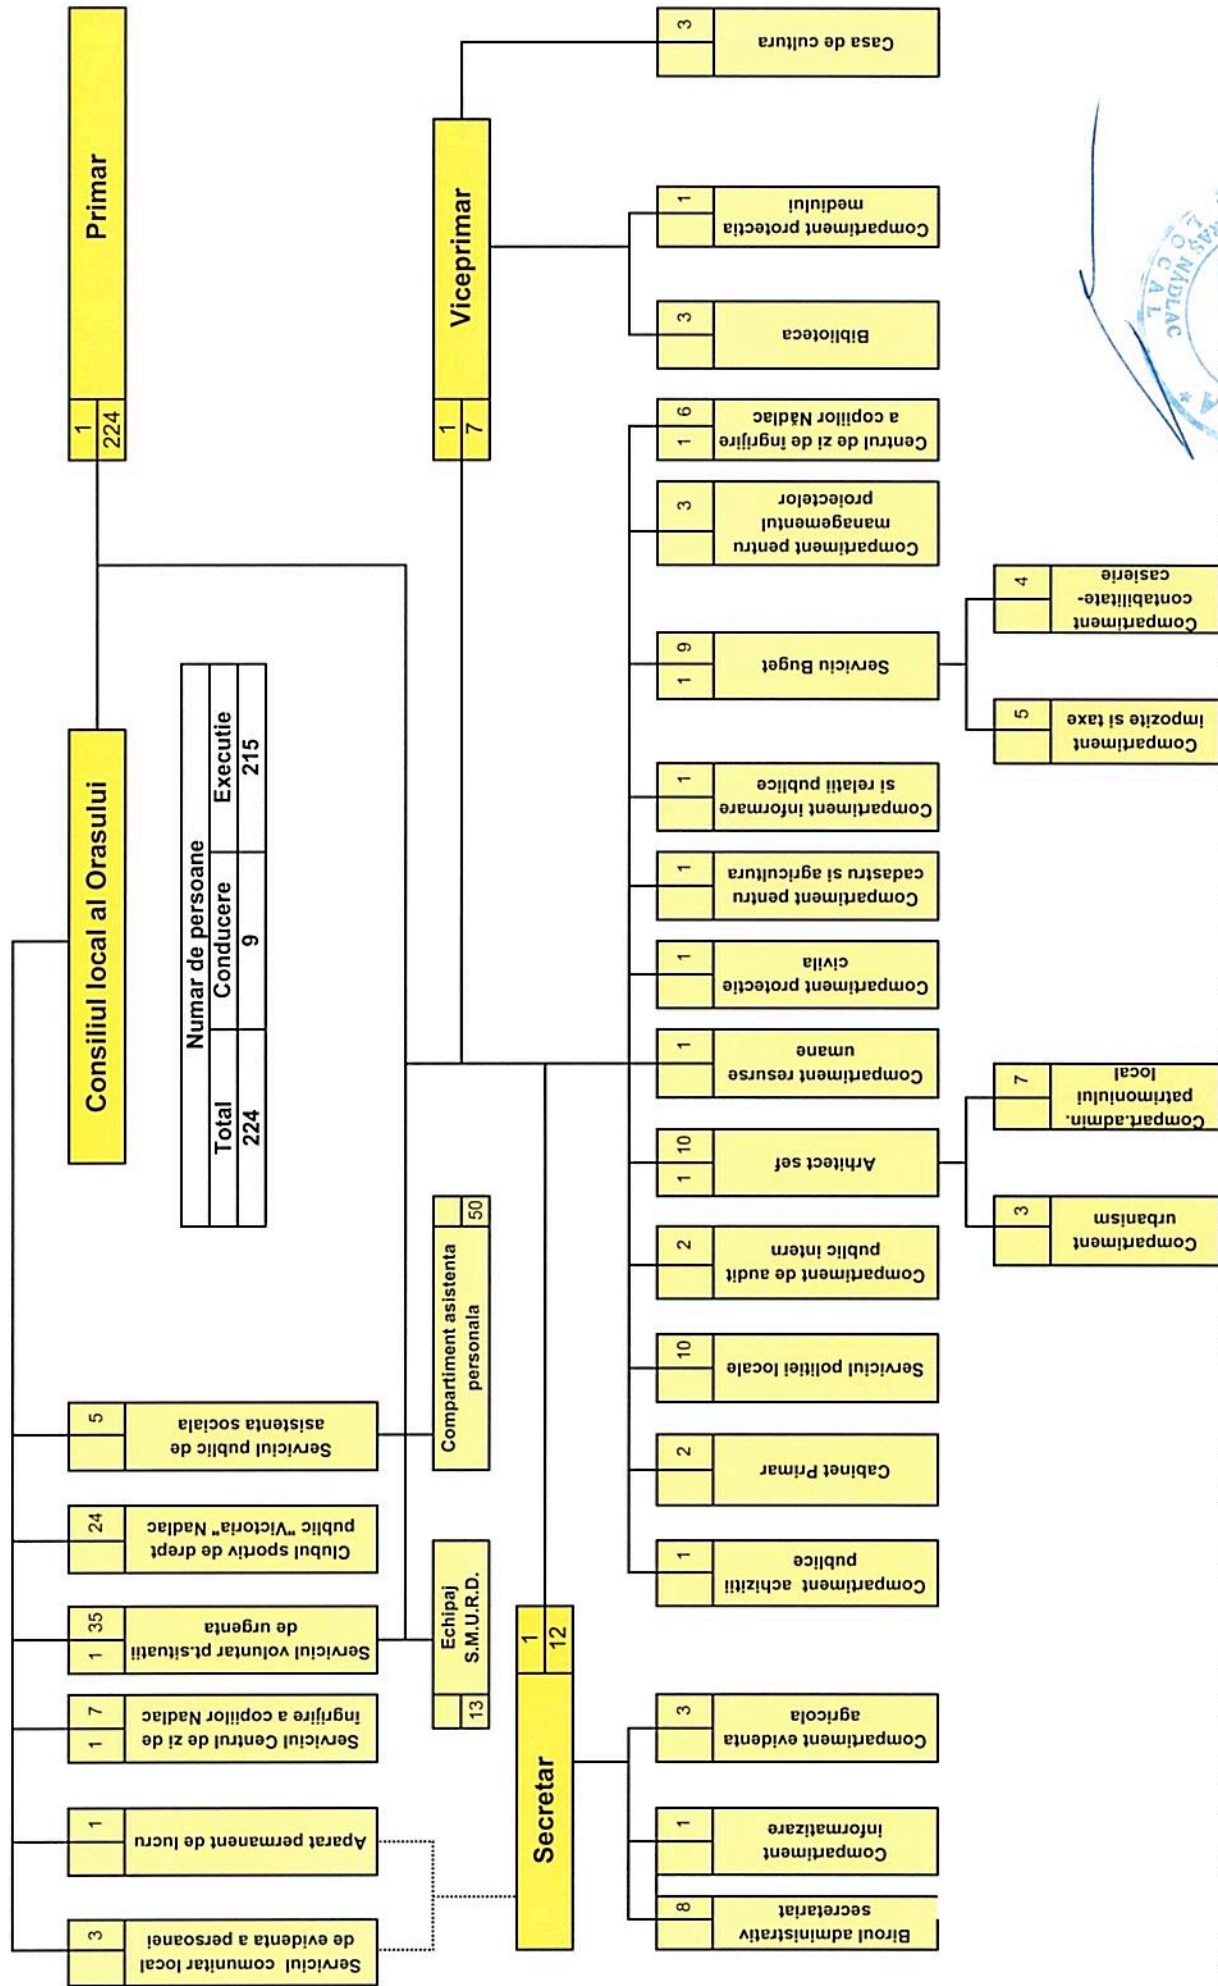 Consiliul local al Orasului
Primar
1
224
Numar de persoane
Total
Conducere
Executie
224
9
215
3
Serviciul comunitar local
de evidenta a persoanei
1
Aparat permanent de lucru
1
7
Serviciul Centrul de zi de
îngrijire a copiilor Nadlac
1
35
Serviciul voluntar pt.situatii
de urgenta
24
Clubul sportiv de drept
public "Victoria" Nadlac
5
Serviciul public de
asistenta sociala
13
Echipaj
S.M.U.R.D.
Compartiment asistenta
personala
50
Viceprimar
1
7
Secretar
1
12
8
Biroul administrativ
secretariat
1
Compartiment
informatizare
3
Compartiment evidenta
agricola
1
Compartiment achizitii
publice
2
Cabinet Primar
10
Serviciul politiei locale
2
Compartiment de audit
public intern
1
10
Arhitect sef
1
Compartiment resurse
umane
1
Compartiment protectie
civila
1
Compartiment pentru
cadastru si agricultura
1
Compartiment informare
si relatii publice
1
9
Serviciu Buget
3
Compartiment pentru
managementul
proiectelor
1
6
Centrul de zi de îngrijire
a copiilor Nădlac
3
Biblioteca
1
Compartiment protectia
mediului
3
Casa de cultura
3
Compartiment
urbanism
7
Compart.admin.
patrimoniului
local
5
Compartiment
impozite si taxe
4
Compartiment
contabilitate-
casierie
NĂDLAC
LOCAL